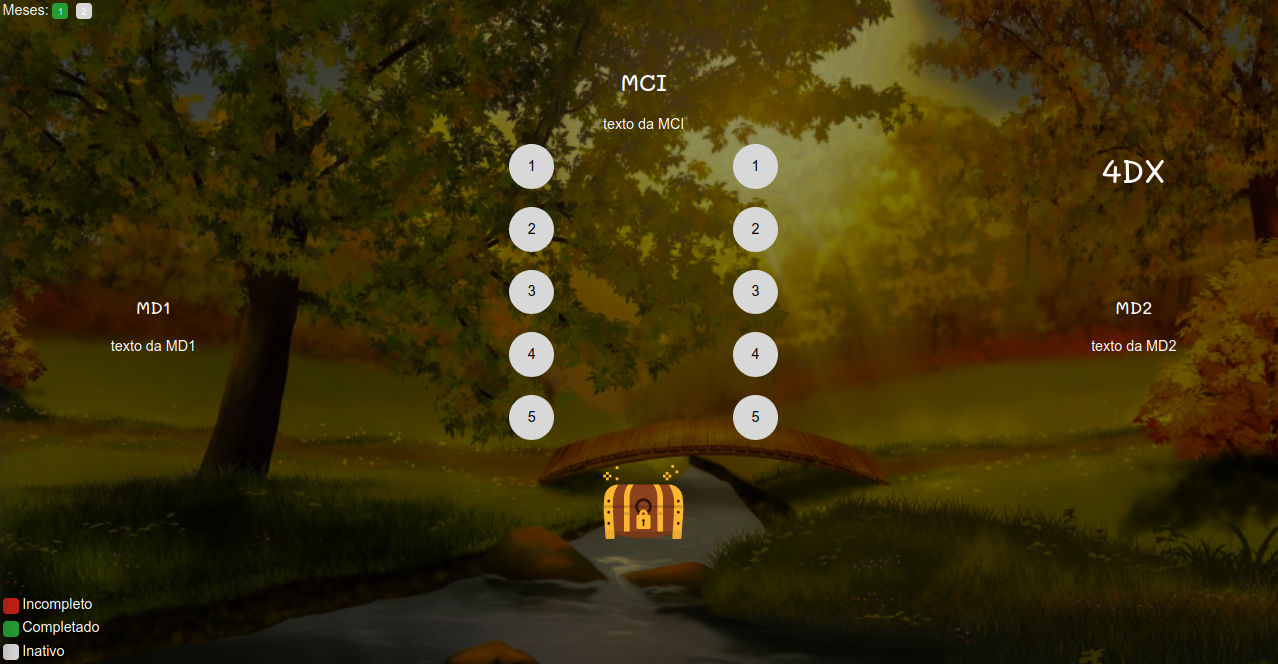 Meses: 1 2
MCI
texto da MCI
4DX
1 1
2 2
3 3
4 4
5 5
MD1
texto da MD1
MD2
texto da MD2
Incompleto
Completado
Inativo